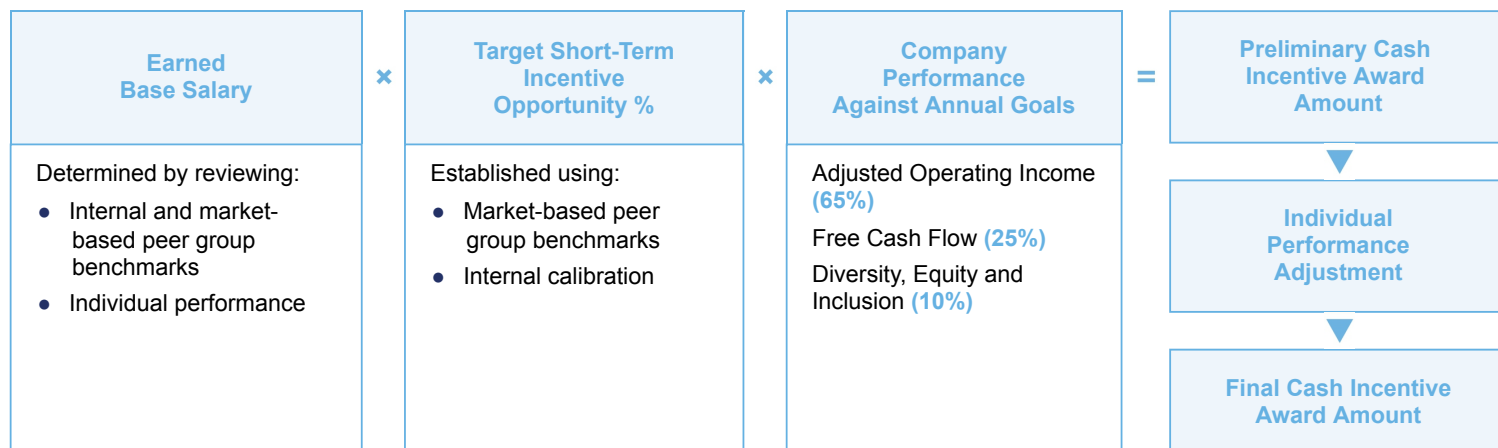 Earned
Base Salary
×
Target Short-Term
Incentive
Opportunity %
×
Company
Performance
Against Annual Goals
=
Preliminary Cash
Incentive Award
Amount
Determined by reviewing:
● Internal and market-
based peer group
benchmarks
● Individual performance
Established using:
● Market-based peer
group benchmarks
● Internal calibration
Adjusted Operating Income
(65%)
Free Cash Flow (25%)
Diversity, Equity and
Inclusion (10%)
Individual
Performance
Adjustment
Final Cash Incentive
Award Amount